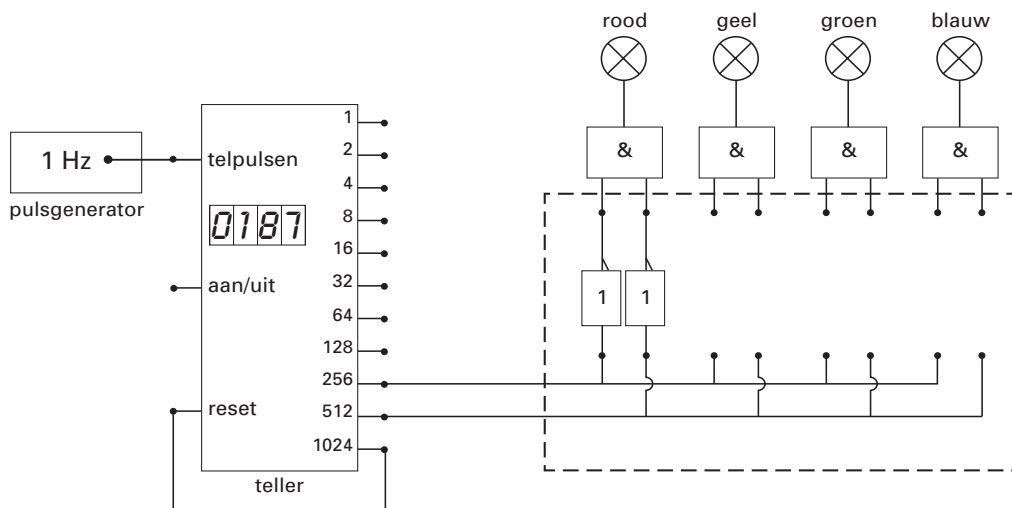 rood geel groen blauw
& & & &
1 Hz
pulsgenerator
telpulsen
0187
aan/uit
reset
1
2
4
8
16
32
64
128
256
512
1024
teller
1 1